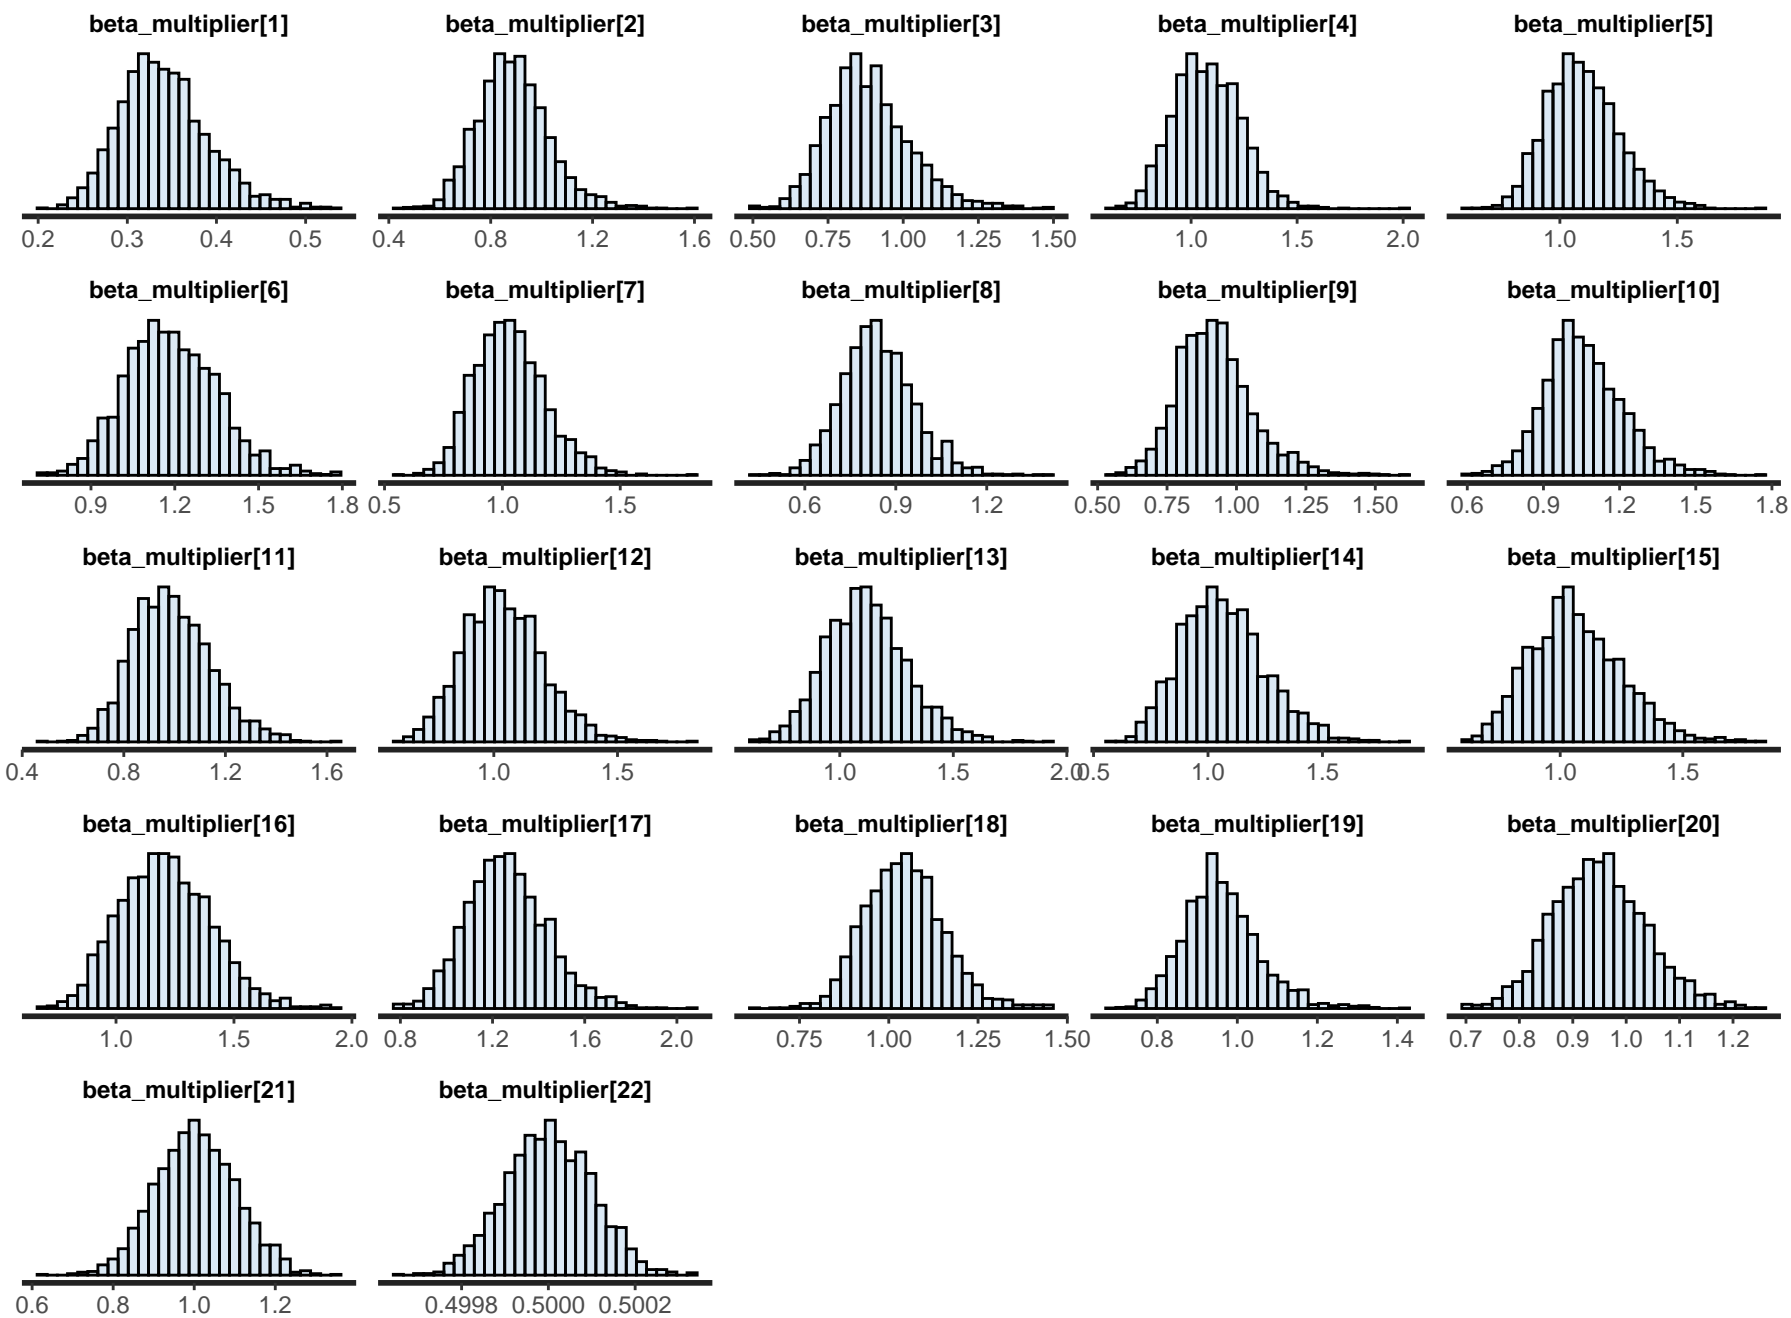 beta_multiplier[1] beta_multiplier[2] beta_multiplier[3] beta_multiplier[4] beta_multiplier[5]
0.2 0.3 0.4 0.5 0.4 0.8 1.2 1.6 0.50 0.75 1.00 1.25 1.50 1.0 1.5 2.0 1.0 1.5
beta_multiplier[6] beta_multiplier[7] beta_multiplier[8] beta_multiplier[9] beta_multiplier[10]
0.9 1.2 1.5 1.8 0.5 1.0 1.5 0.6 0.9 1.2 0.50 0.75 1.00 1.25 1.50 0.6 0.9 1.2 1.5 1.8
beta_multiplier[11] beta_multiplier[12] beta_multiplier[13] beta_multiplier[14] beta_multiplier[15]
0.4 0.8 1.2 1.6 1.0 1.5 1.0 1.5 2.0 0.5 1.0 1.5 1.0 1.5
beta_multiplier[16] beta_multiplier[17] beta_multiplier[18] beta_multiplier[19] beta_multiplier[20]
1.0 1.5 2.0 0.8 1.2 1.6 2.0 0.75 1.00 1.25 1.50 0.8 1.0 1.2 1.4 0.7 0.8 0.9 1.0 1.1 1.2
beta_multiplier[21] beta_multiplier[22]
0.6 0.8 1.0 1.2 0.4998 0.5000 0.5002